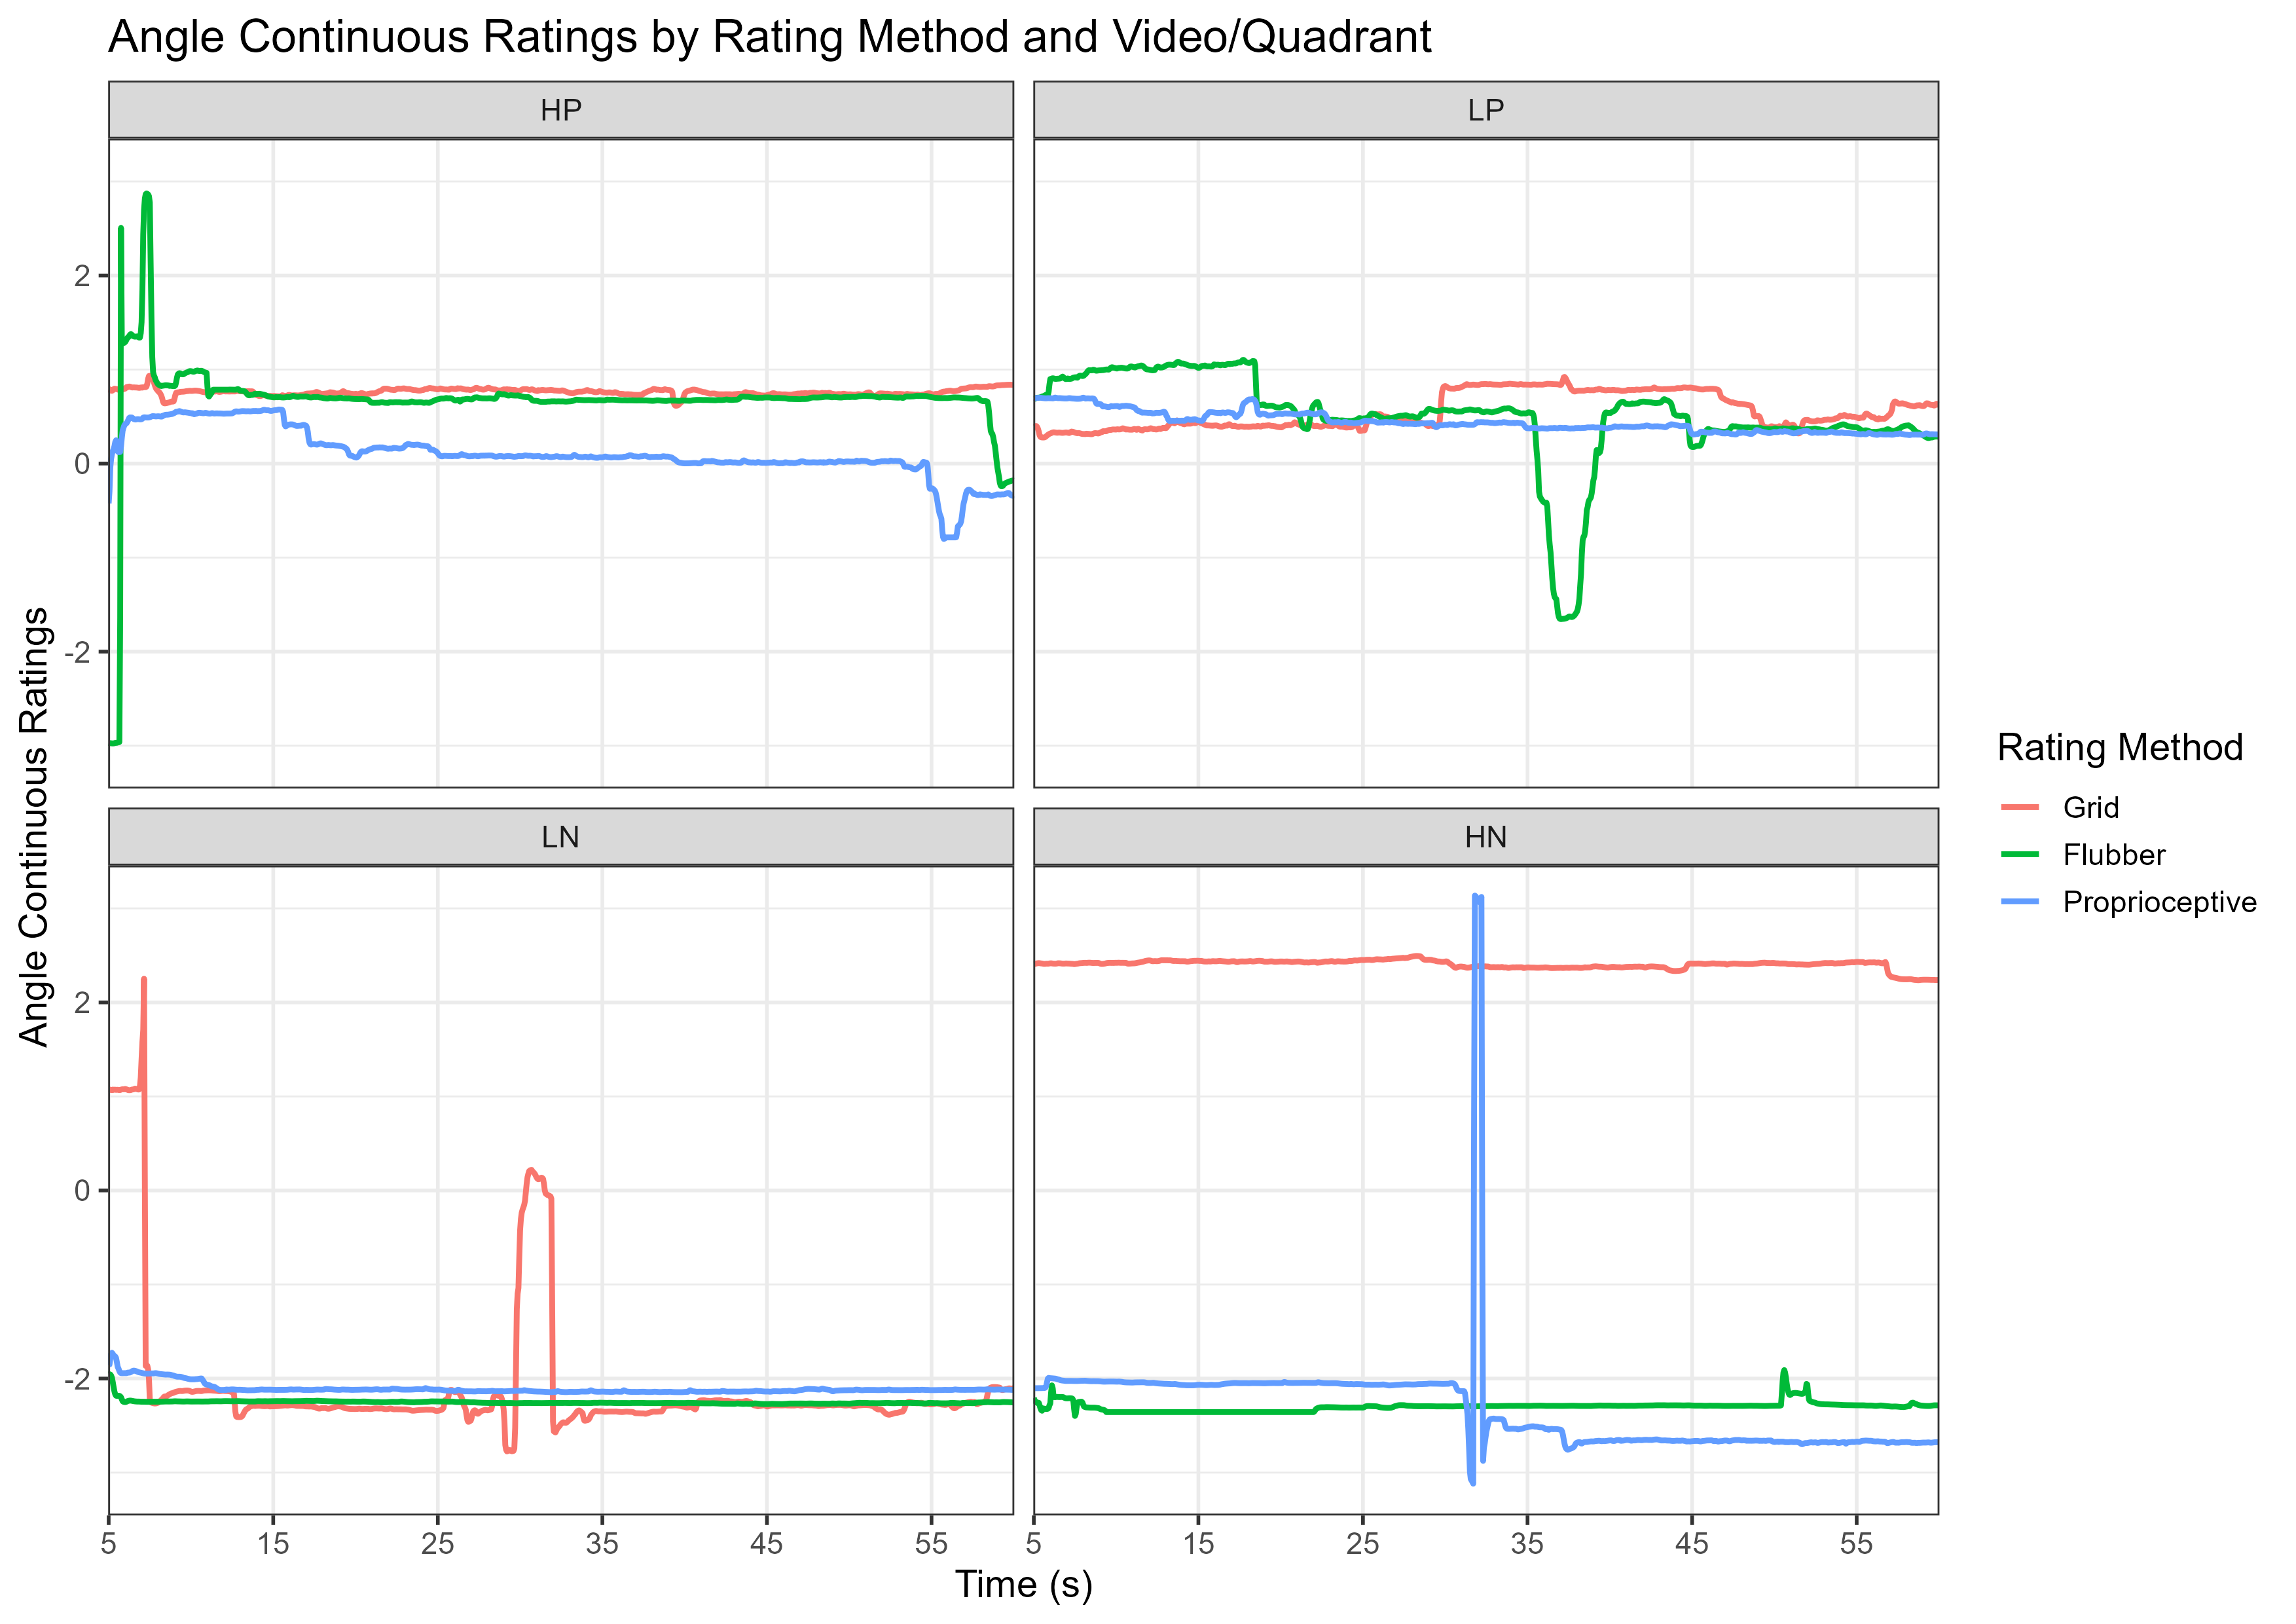 Angle Continuous Ratings by Rating Method and Video/Quadrant
HP
LP
2
0
-2
LN
HN
2
0
-2
5 15 25 35 45 55
5 15 25 35 45 55
Time (s)
Angle Continuous Ratings
Rating Method
Grid
Flubber
Proprioceptive